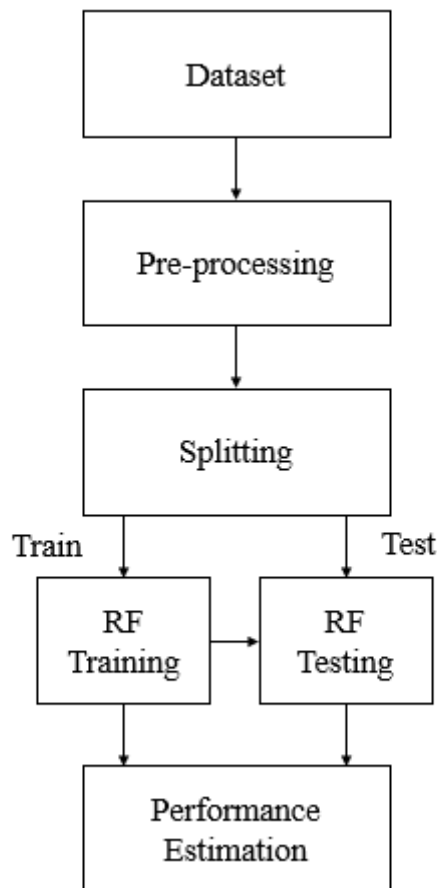 Dataset
Pre-processing
Splitting
Train
Test
RF
Training
RF
Testing
Performance
Estimation